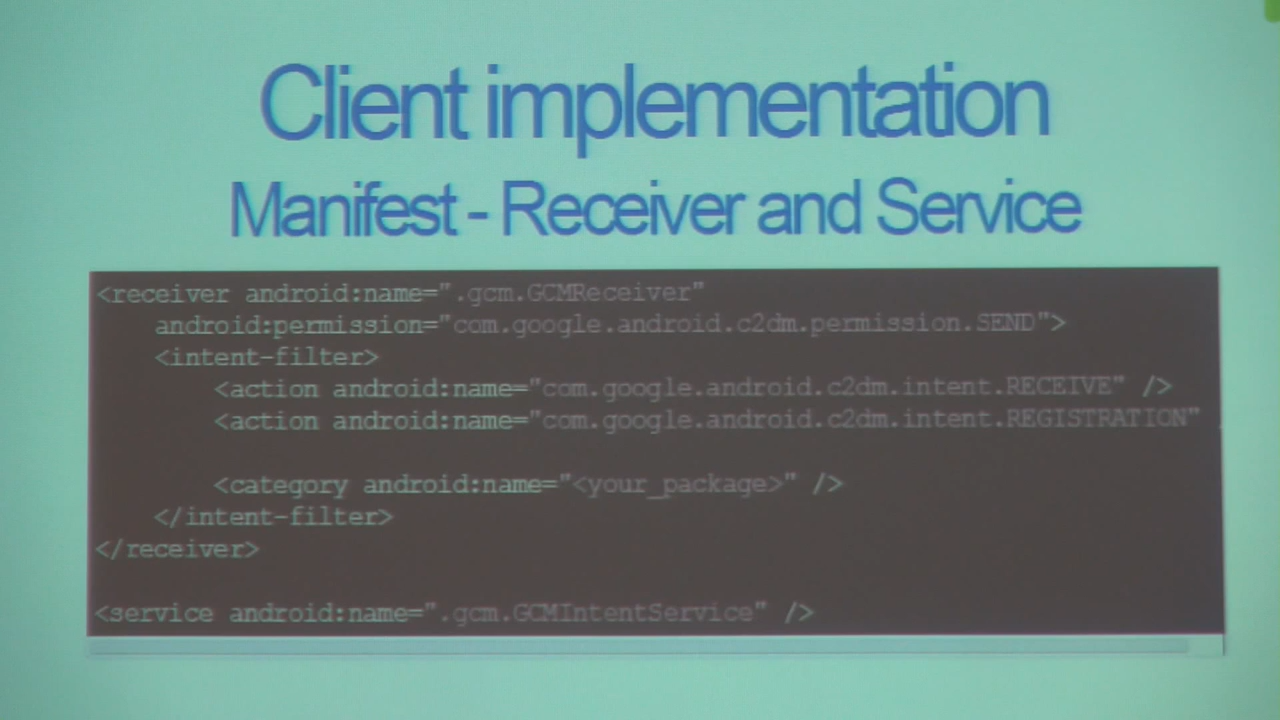 Client implementation
Manifest - Receiver and Service
<receiver android:name=".gcm.GCMReceiver"
android:permission="com.google.android.c2dm.permission.SEND">
<intent-filter>
<action android:name="com.google.android.c2dm.intent.RECEIVE" />
<action android:name="com.google.android.c2dm.intent.REGISTRATION"
<category android:name="<your_package>" />
</intent-filter>
</receiver>
<service android:name=".gcm.GCMIntentService" />